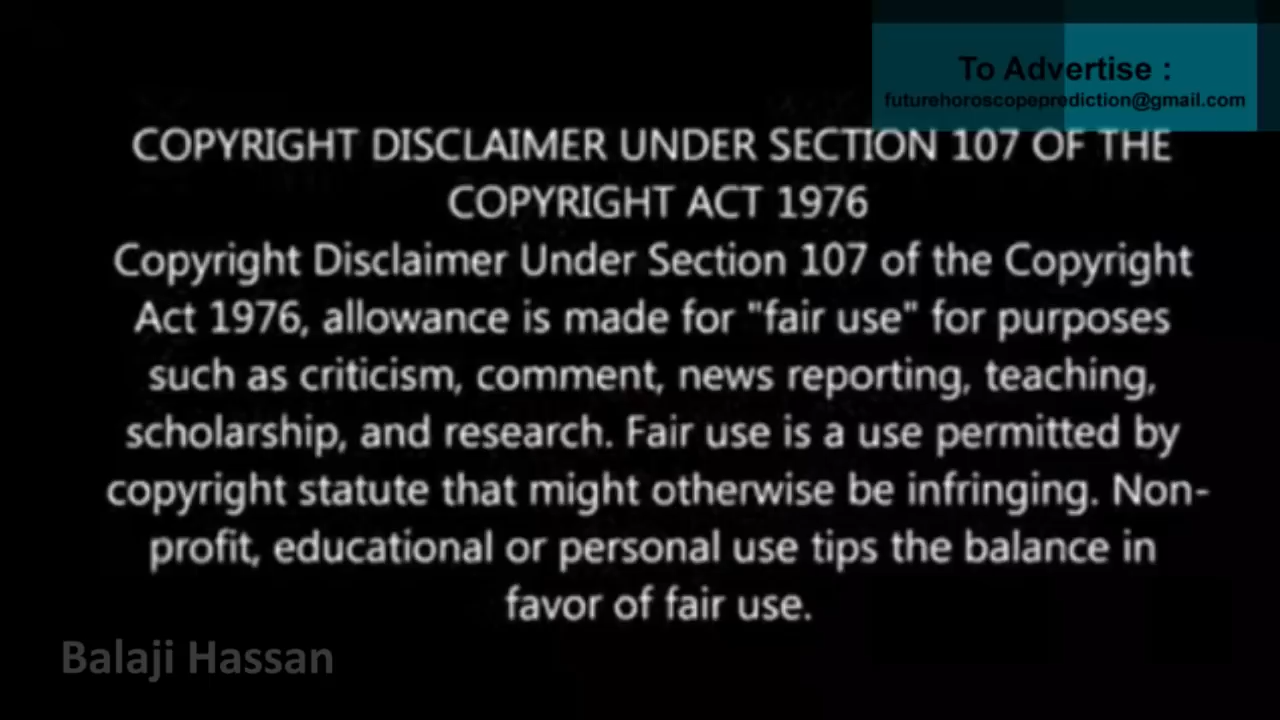 To Advertise :
futurehoroscopeprediction@gmail.com
COPYRIGHT DISCLAIMER UNDER SECTION 107 OF THE
COPYRIGHT ACT 1976
Copyright Disclaimer Under Section 107 of the Copyright
Act 1976, allowance is made for "fair use" for purposes
such as criticism, comment, news reporting, teaching,
scholarship, and research. Fair use is a use permitted by
copyright statute that might otherwise be infringing. Non-
profit, educational or personal use tips the balance in
favor of fair use.
Balaji Hassan